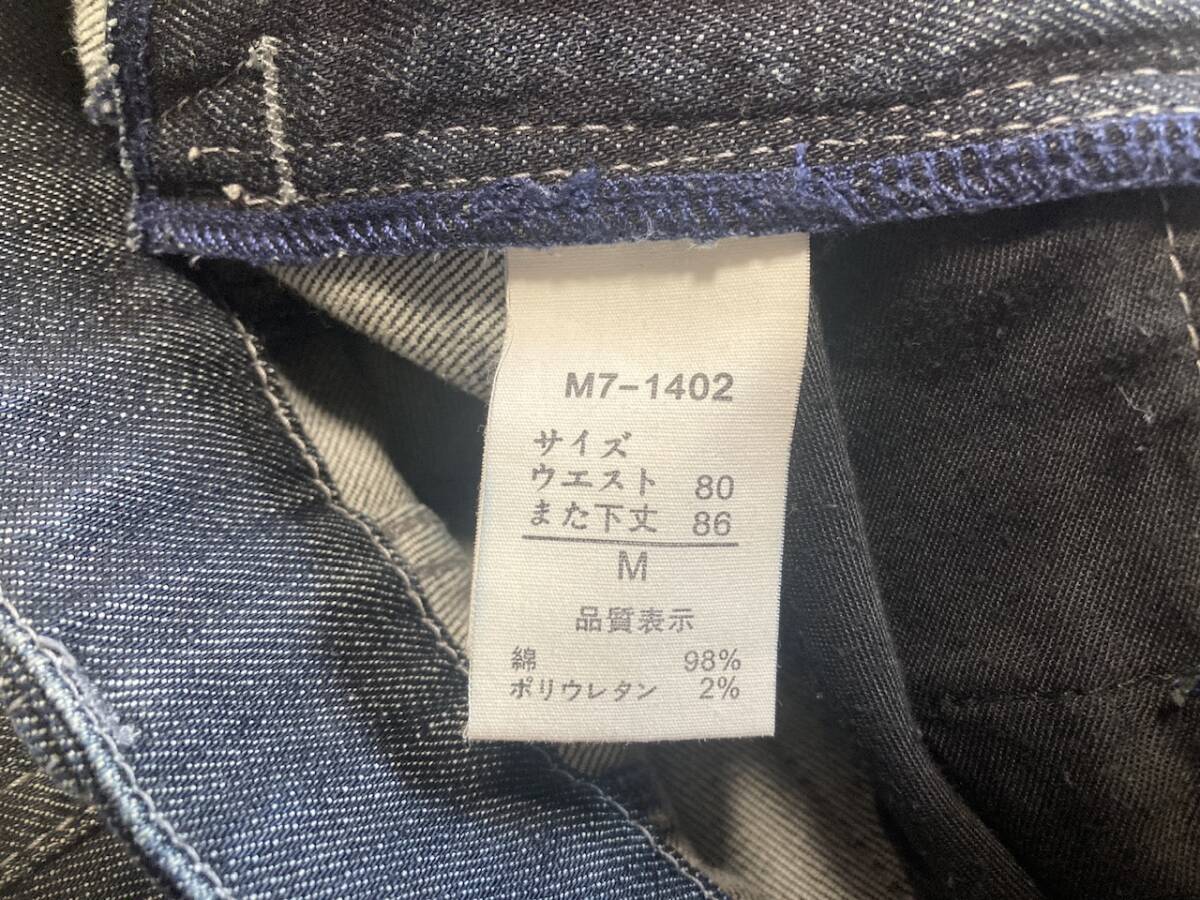 M7-1402
サイズ
ウエスト 80
また下丈 86
M
品質表示
綿 98%
ポリウレタン 2%